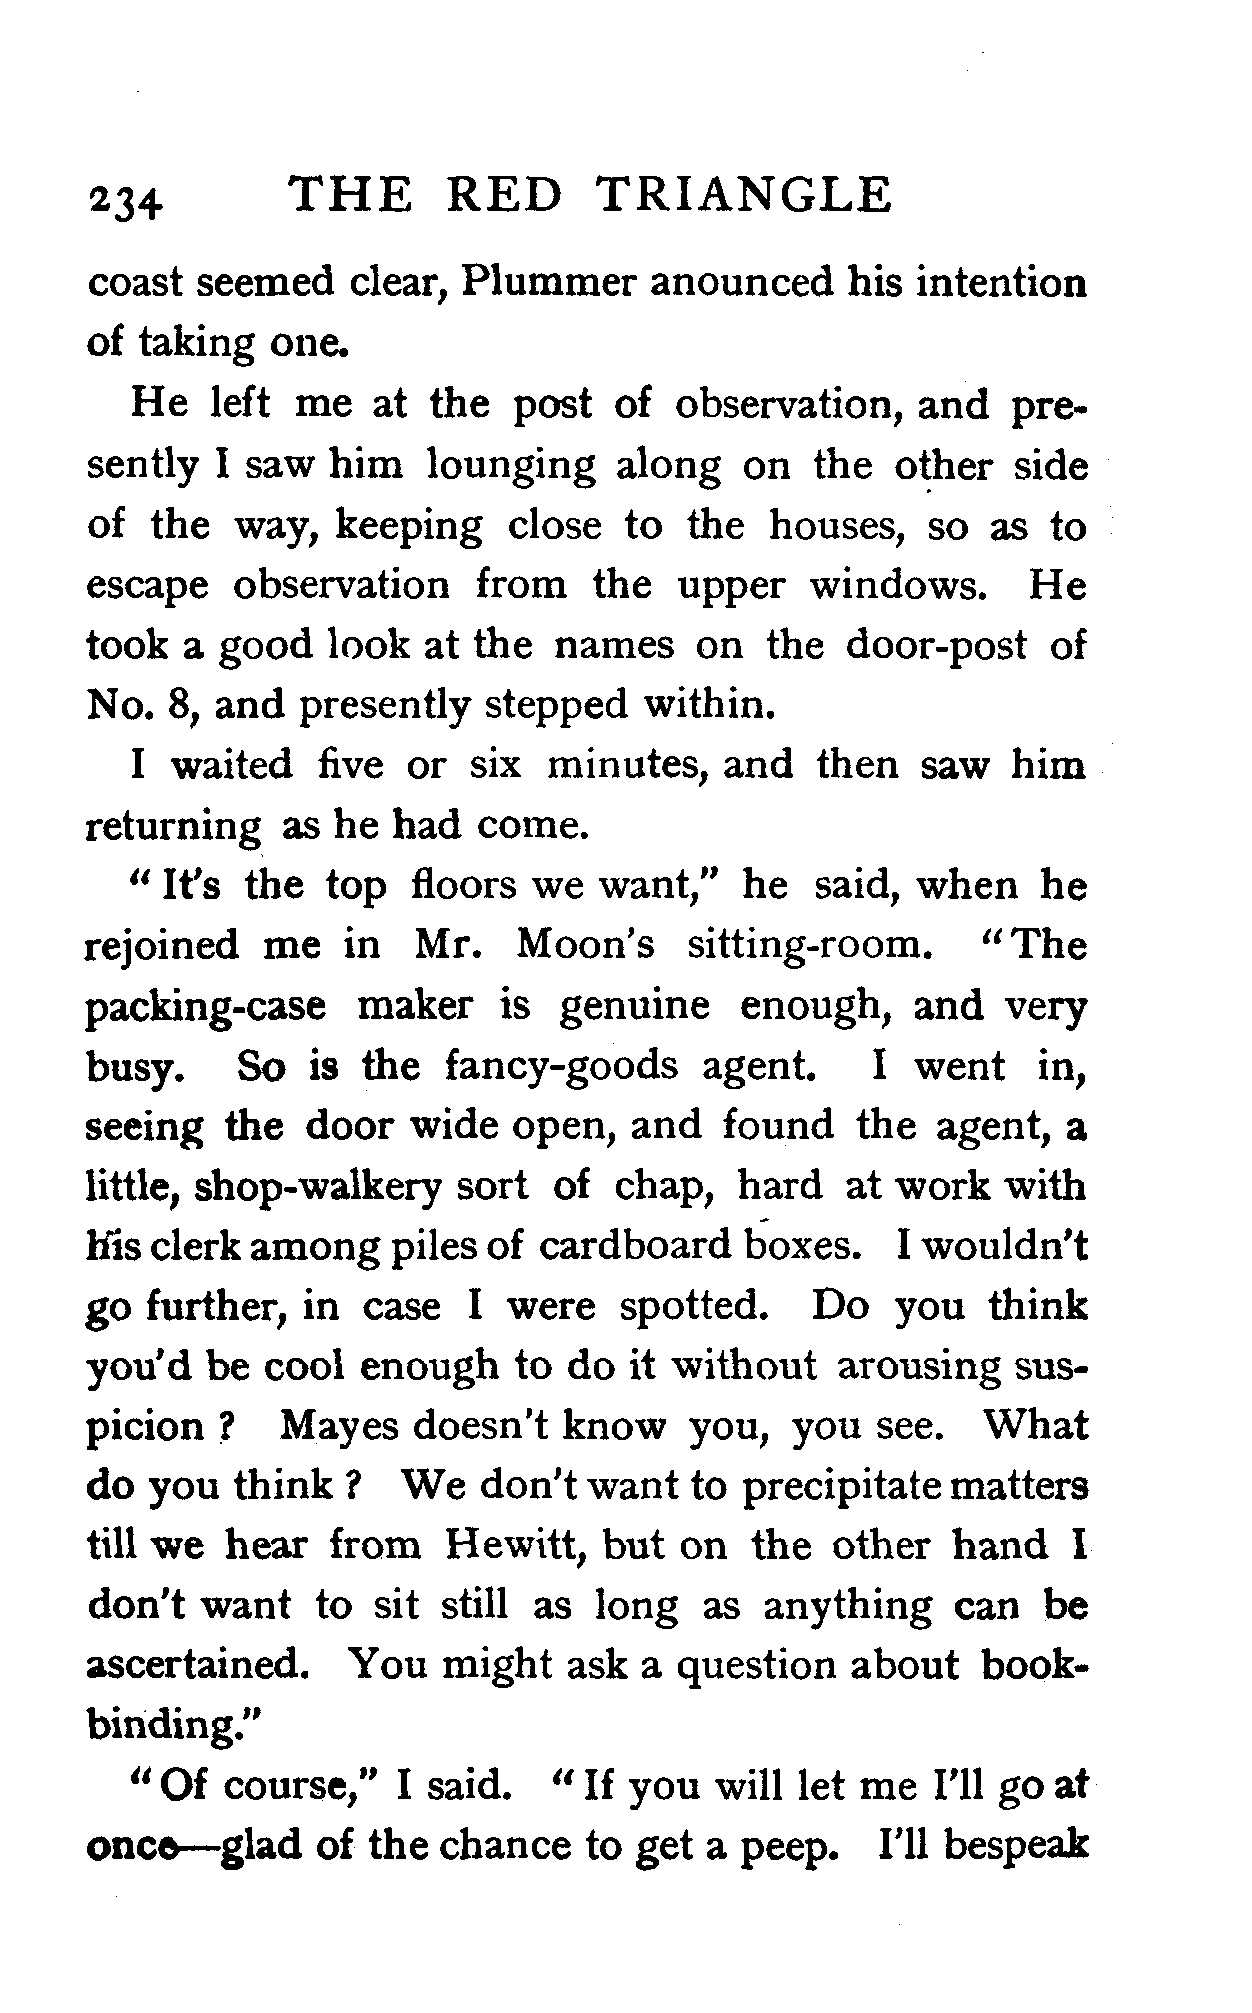 234 THE RED TRIANGLE
coast seemed clear, Plummer anounced his intention
of taking one.
He left me at the post of observation, and pre-
sently I saw him lounging along on the other side
of the way, keeping close to the houses, so as to
escape observation from the upper windows. He
took a good look at the names on the door-post of
No. 8, and presently stepped within.
I waited five or six minutes, and then saw him
returning as he had come.
"It's the top floors we want," he said, when he
rejoined me in Mr. Moon's sitting-room. "The
packing-case maker is genuine enough, and very
busy. So is the fancy-goods agent. I went in,
seeing the door wide open, and found the agent, a
little, shop-walkery sort of chap, hard at work with
his clerk among piles of cardboard boxes. I wouldn't
go further, in case I were spotted. Do you think
you'd be cool enough to do it without arousing sus-
picion? Mayes doesn't know you, you see. What
do you think? We don't want to precipitate matters
till we hear from Hewitt, but on the other hand I
don't want to sit still as long as anything can be
ascertained. You might ask a question about book-
binding."
"Of course," I said. "If you will let me I'll go at
once—glad of the chance to get a peep. I'll bespeak